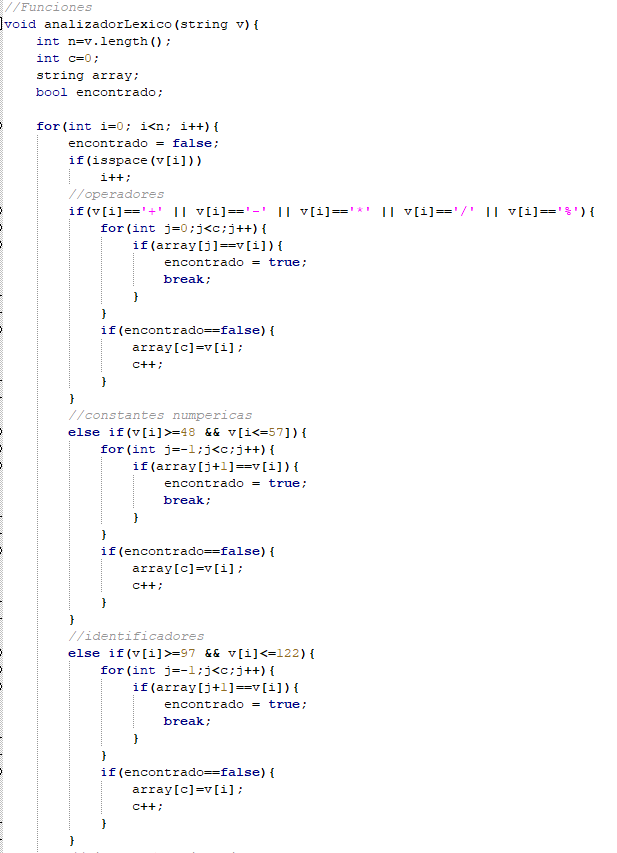 //Funciones
void analizadorLexico(string v){
    int n=v.length();
    int c=0;
    string array;
    bool encontrado;

    for(int i=0; i<n; i++){
        encontrado = false;
        if(isspace(v[i]))
            i++;
        //operadores
        if(v[i]=='+' || v[i]=='-' || v[i]=='*' || v[i]=='/' || v[i]=='%'){
            for(int j=0;j<c;j++){
                if(array[j]==v[i]){
                    encontrado = true;
                    break;
                }
            }
            if(encontrado==false){
                array[c]=v[i];
                c++;
            }
        }
        //constantes numpericas
        else if(v[i]>=48 && v[i<=57]){
            for(int j=-1;j<c;j++){
                if(array[j+1]==v[i]){
                    encontrado = true;
                    break;
                }
            }
            if(encontrado==false){
                array[c]=v[i];
                c++;
            }
        }
        //identificadores
        else if(v[i]>=97 && v[i]<=122){
            for(int j=-1;j<c;j++){
                if(array[j+1]==v[i]){
                    encontrado = true;
                    break;
                }
            }
            if(encontrado==false){
                array[c]=v[i];
                c++;
            }
        }